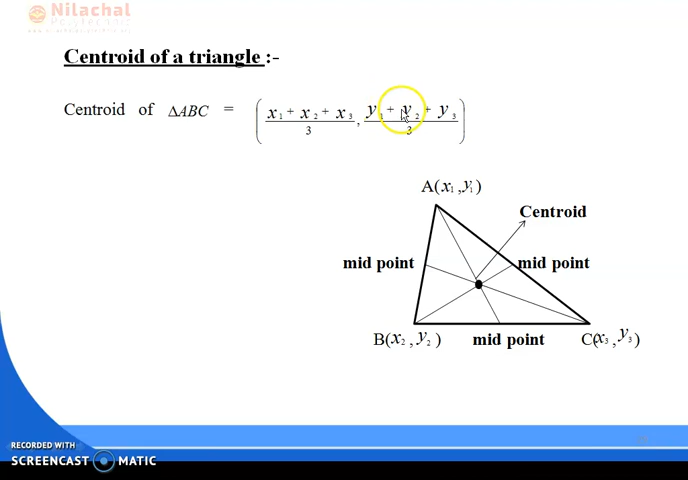 Nilachal
Polytechnic
Centroid of a triangle :-
Centroid of ΔABC = ( x₁ + x₂ + x₃ / 3 , y₁ + y₂ + y₃ / 3 )
A(x₁,y₁)
Centroid
mid point mid point
B(x₂, y₂) mid point C(x₃, y₃)
RECORDED WITH
SCREENCAST MATIC